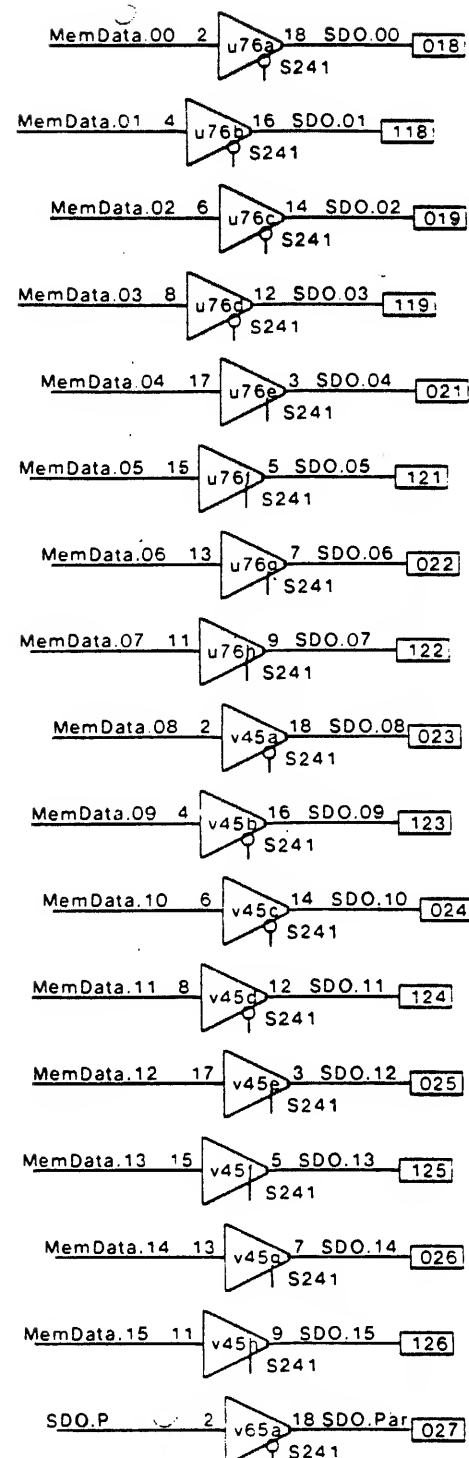 MemData.00 2 u76a 18 SDO.00 018
S241
MemData.01 4 u76b 16 SDO.01 118
S241
MemData.02 6 u76c 14 SDO.02 019
S241
MemData.03 8 u76d 12 SDO.03 119
S241
MemData.04 17 u76e 3 SDO.04 021
S241
MemData.05 15 u76f 5 SDO.05 121
S241
MemData.06 13 u76g 7 SDO.06 022
S241
MemData.07 11 u76h 9 SDO.07 122
S241
MemData.08 2 v45a 18 SDO.08 023
S241
MemData.09 4 v45b 16 SDO.09 123
S241
MemData.10 6 v45c 14 SDO.10 024
S241
MemData.11 8 v45d 12 SDO.11 124
S241
MemData.12 17 v45e 3 SDO.12 025
S241
MemData.13 15 v45f 5 SDO.13 125
S241
MemData.14 13 v45g 7 SDO.14 026
S241
MemData.15 11 v45h 9 SDO.15 126
S241
SDO.P 2 v65a 18 SDO.Par 027
S241